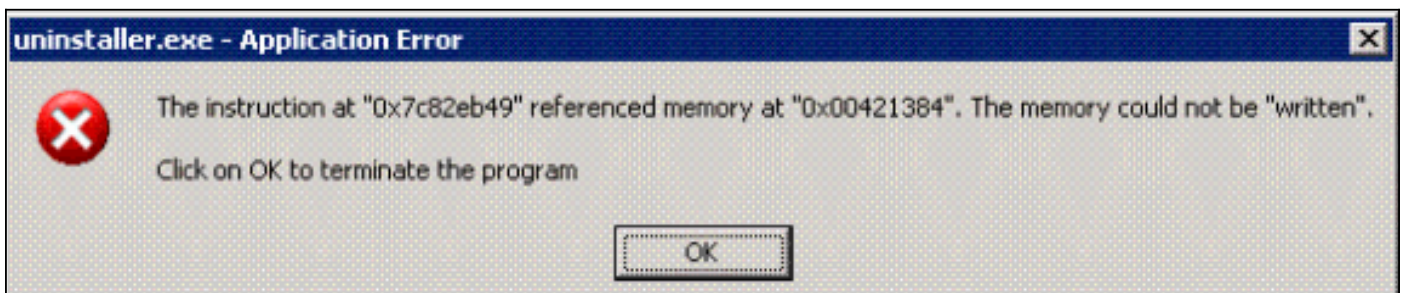 uninstaller.exe - Application Error
The instruction at "0x7c82eb49" referenced memory at "0x00421384". The memory could not be "written".
Click on OK to terminate the program
OK